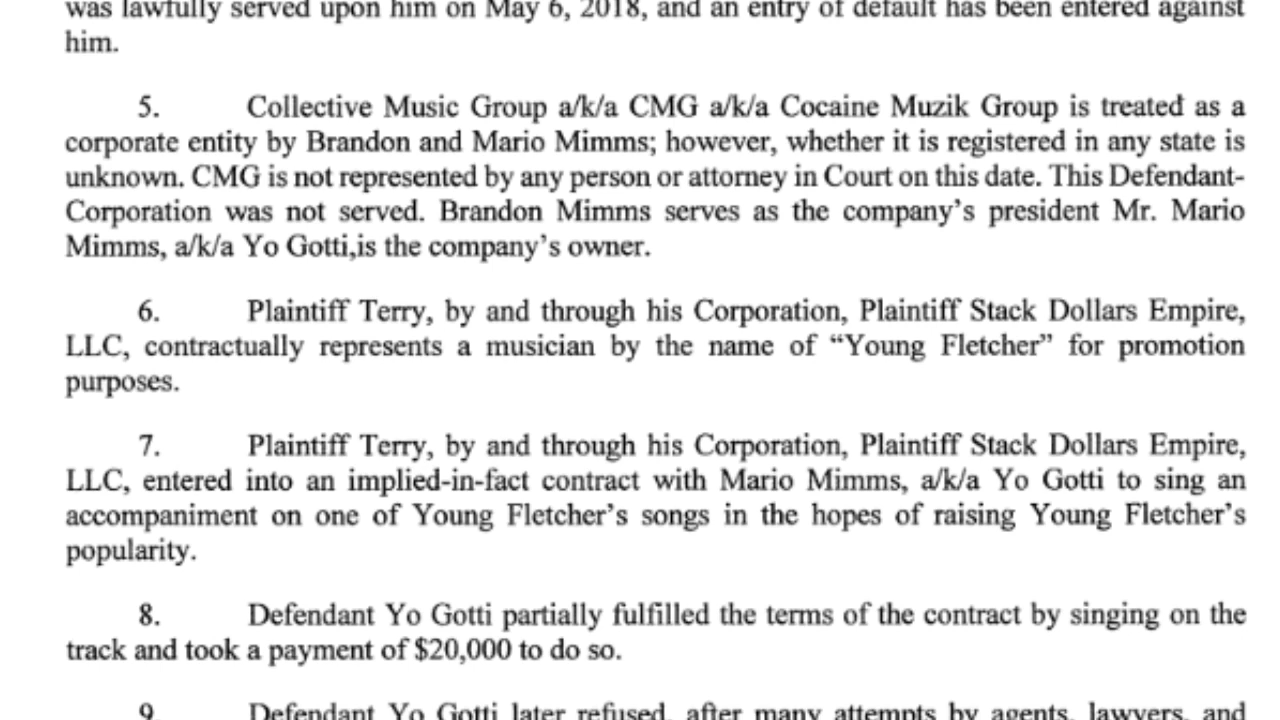 was lawfully served upon him on May 6, 2018, and an entry of default has been entered against
him.
5. Collective Music Group a/k/a CMG a/k/a Cocaine Muzik Group is treated as a
corporate entity by Brandon and Mario Mimms; however, whether it is registered in any state is
unknown. CMG is not represented by any person or attorney in Court on this date. This Defendant-
Corporation was not served. Brandon Mimms serves as the company’s president Mr. Mario
Mimms, a/k/a Yo Gotti,is the company’s owner.
6. Plaintiff Terry, by and through his Corporation, Plaintiff Stack Dollars Empire,
LLC, contractually represents a musician by the name of “Young Fletcher” for promotion
purposes.
7. Plaintiff Terry, by and through his Corporation, Plaintiff Stack Dollars Empire,
LLC, entered into an implied-in-fact contract with Mario Mimms, a/k/a Yo Gotti to sing an
accompaniment on one of Young Fletcher’s songs in the hopes of raising Young Fletcher’s
popularity.
8. Defendant Yo Gotti partially fulfilled the terms of the contract by singing on the
track and took a payment of $20,000 to do so.
9. Defendant Yo Gotti later refused, after many attempts by agents, lawyers, and